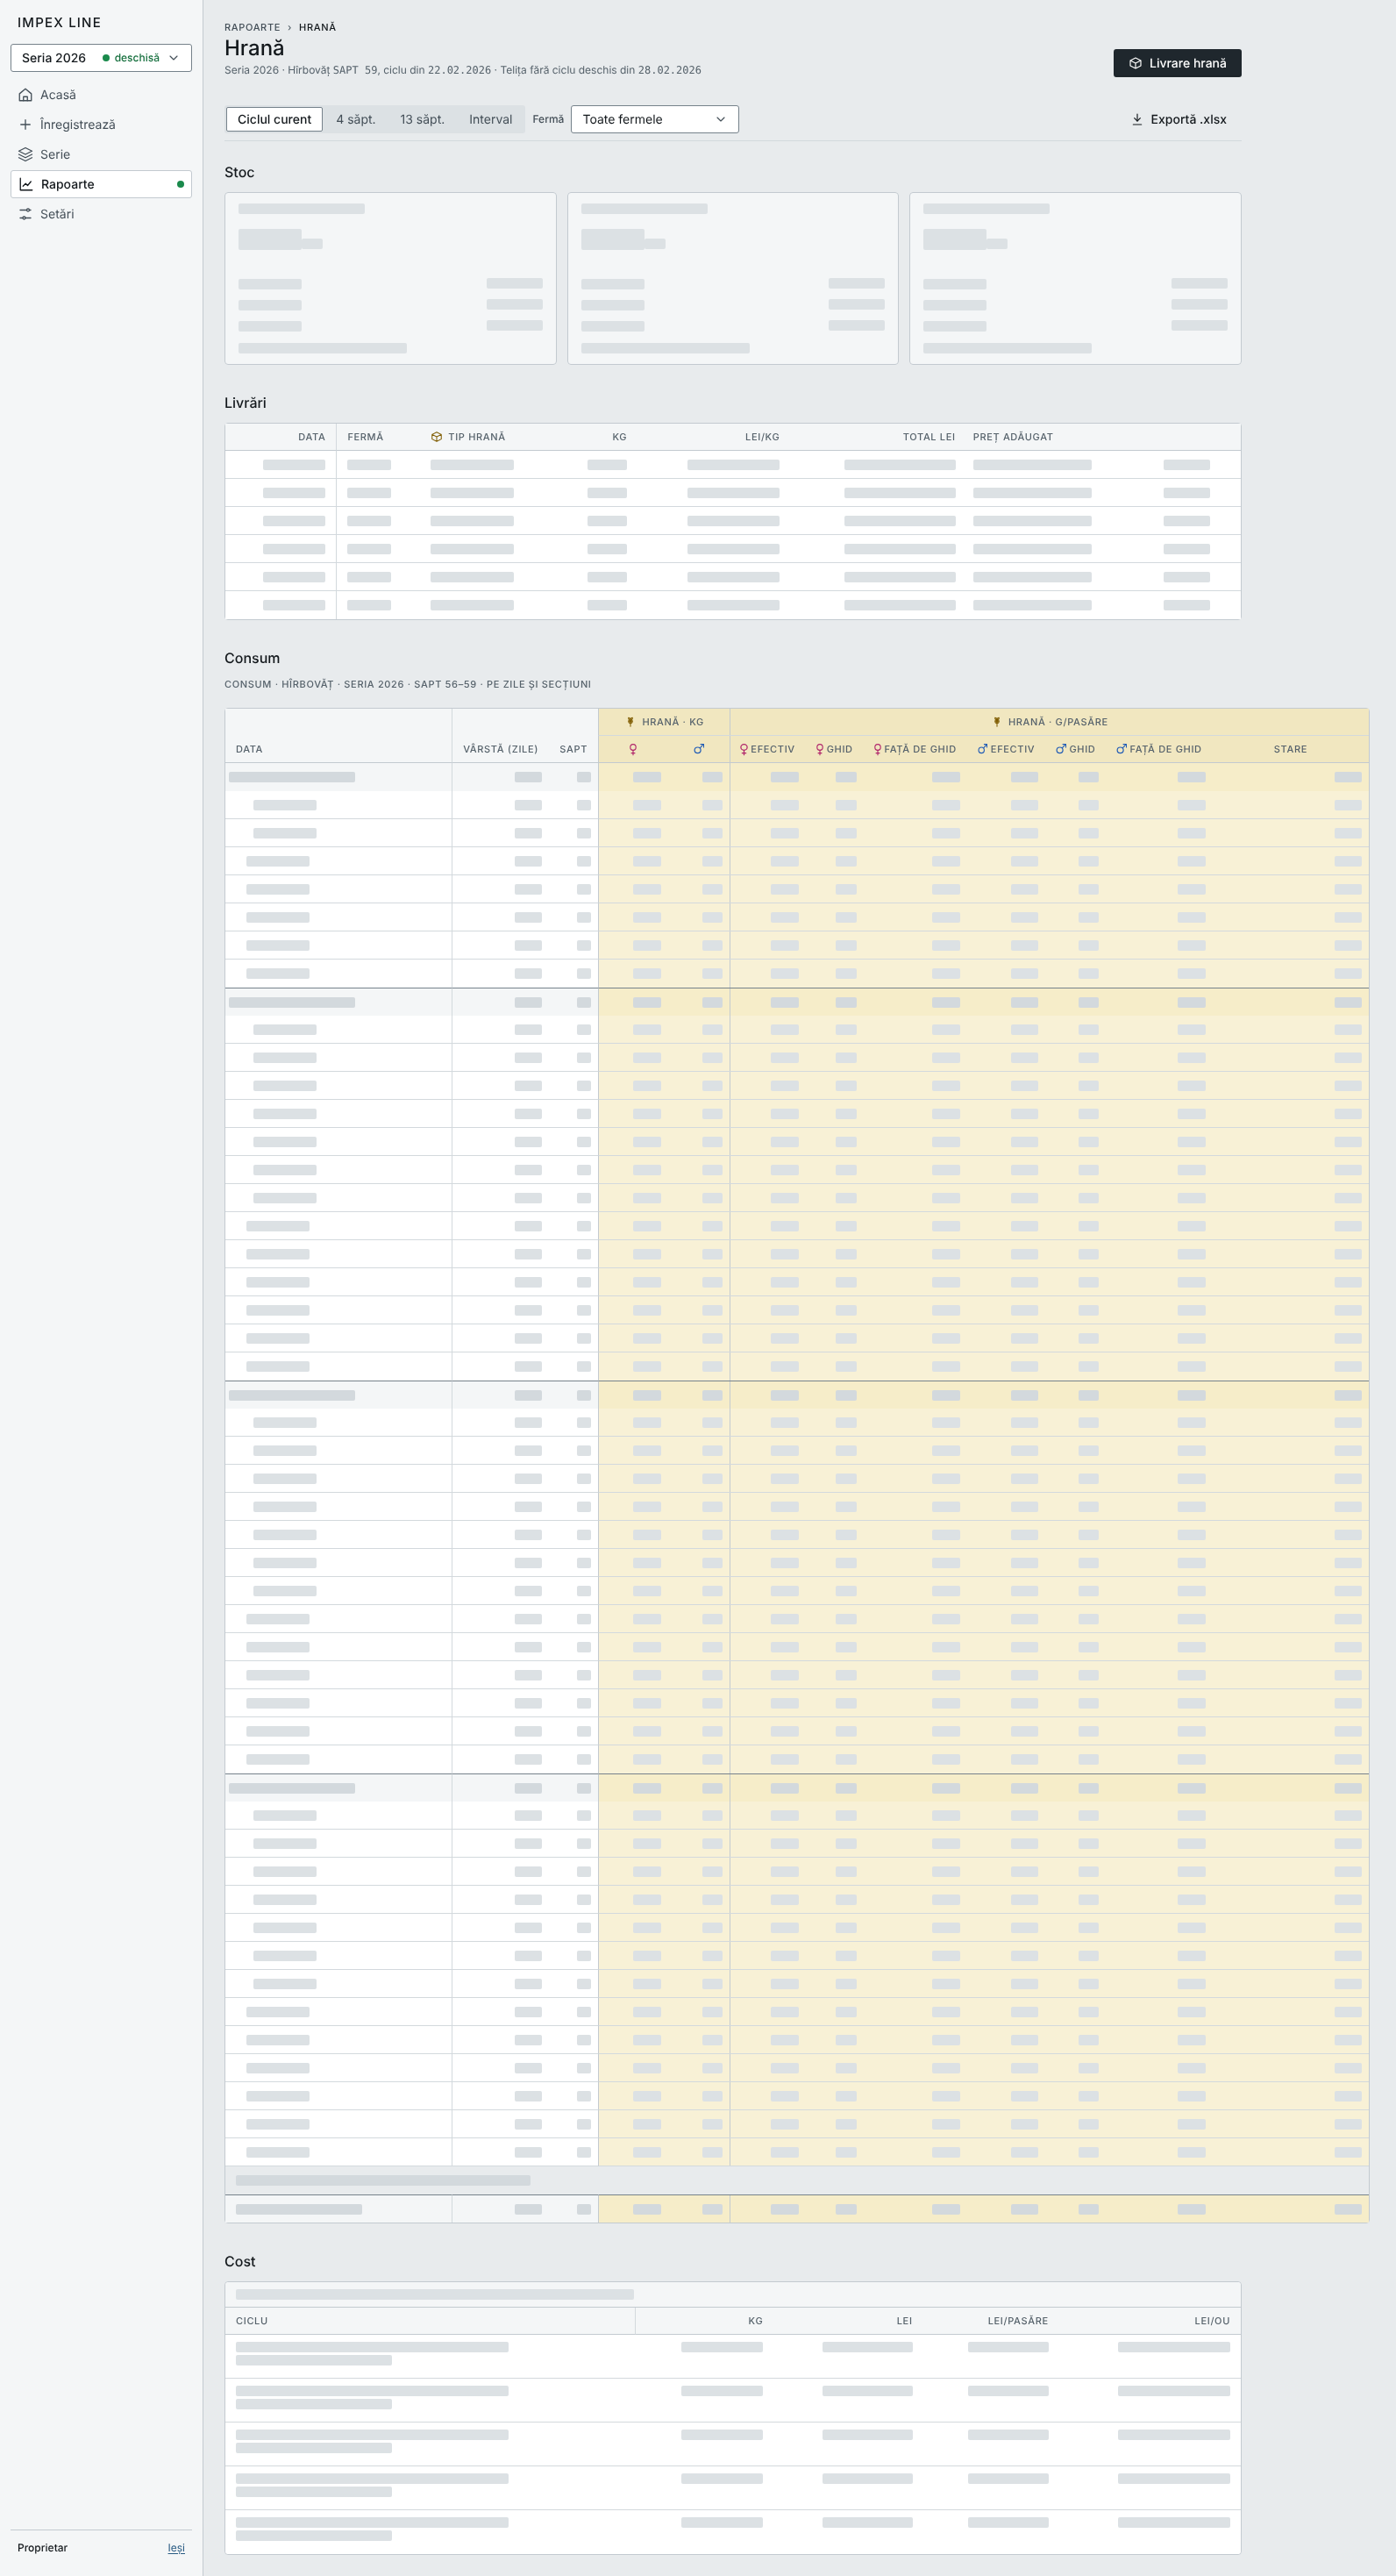 IMPEX LINE
Seria 2026 deschisă
Acasă
Înregistrează
Serie
Rapoarte
Setări
Proprietar Ieși
RAPOARTE › HRANĂ
Hrană
Seria 2026 · Hîrbovăț SAPT 59, ciclu din 22.02.2026 · Telița fără ciclu deschis din 28.02.2026
Livrare hrană
Ciclul curent 4 săpt. 13 săpt. Interval Fermă Toate fermele Exportă .xlsx
Stoc
Livrări
DATA FERMĂ TIP HRANĂ KG LEI/KG TOTAL LEI PREȚ ADĂUGAT
Consum
CONSUM · HÎRBOVĂȚ · SERIA 2026 · SAPT 56–59 · PE ZILE ȘI SECȚIUNI
HRANĂ · KG HRANĂ · G/PASĂRE
DATA VÂRSTĂ (ZILE) SAPT ♀ ♂ ♀ EFECTIV ♀ GHID ♀ FAȚĂ DE GHID ♂ EFECTIV ♂ GHID ♂ FAȚĂ DE GHID STARE
Cost
CICLU KG LEI LEI/PASĂRE LEI/OU